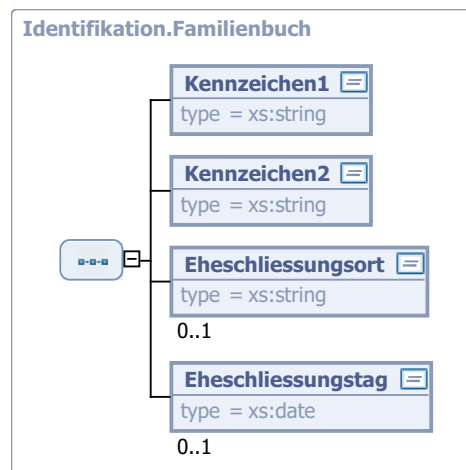 Identifikation.Familienbuch
Kennzeichen1
type = xs:string
Kennzeichen2
type = xs:string
Eheschliessungsort
type = xs:string
0..1
Eheschliessungstag
type = xs:date
0..1